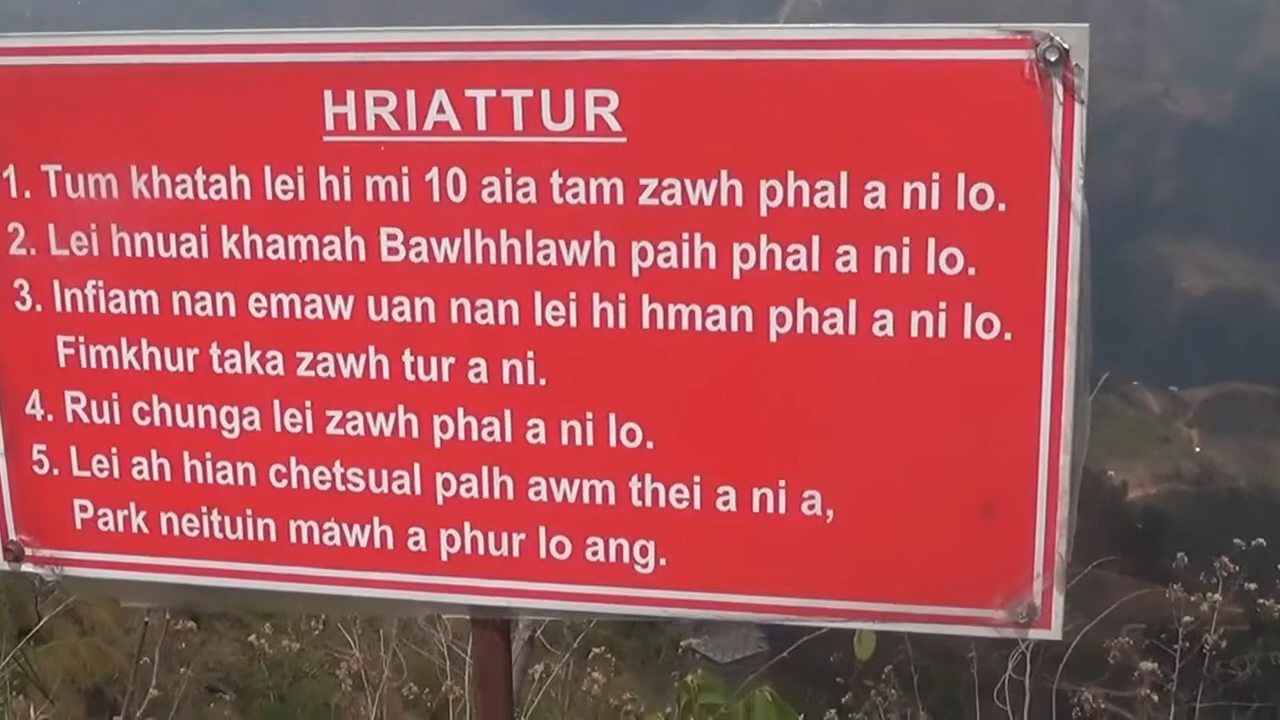 HRIATTUR
1. Tum khatah lei hi mi 10 aia tam zawh phal a ni lo.
2. Lei hnuai khamah Bawlhhlawh paih phal a ni lo.
3. Infiam nan emaw uan nan lei hi hman phal a ni lo.
Fimkhur taka zawh tur a ni.
4. Rui chunga lei zawh phal a ni lo.
5. Lei ah hian chetsual palh awm thei a ni a,
Park neituin mawh a phur lo ang.